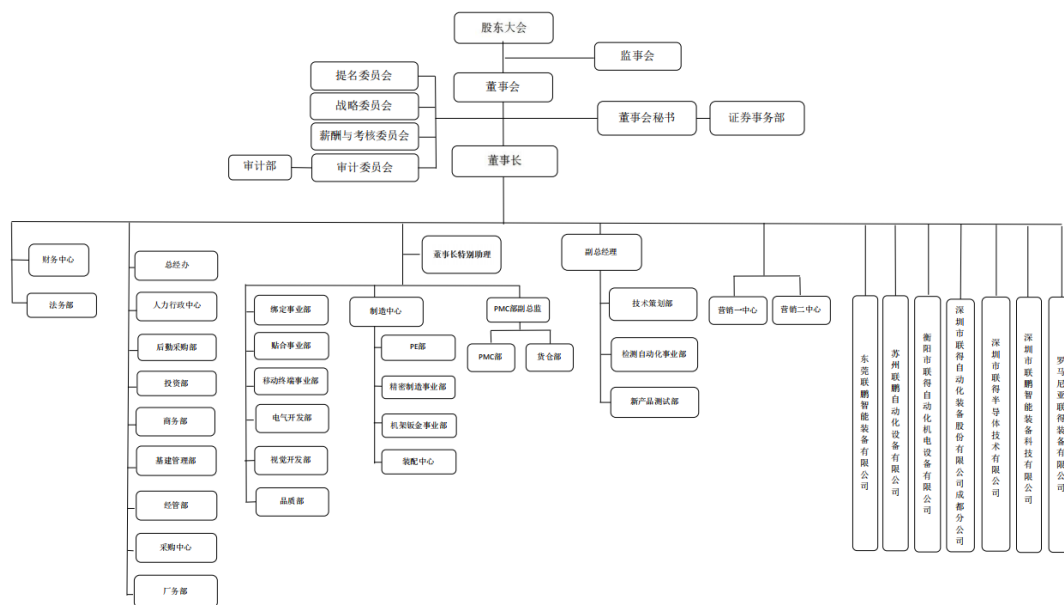 股东大会
监事会
提名委员会
董事会
战略委员会
董事会秘书
证券事务部
薪酬与考核委员会
董事长
审计部
审计委员会
财务中心
法务部
总经办
人力行政中心
后勤采购部
投资部
商务部
基建管理部
经管部
采购中心
厂务部
董事长特别助理
绑定事业部
贴合事业部
移动终端事业部
电气开发部
视觉开发部
品质部
制造中心
PE部
精密制造事业部
机架钣金事业部
装配中心
PMC部副总监
PMC部
货仓部
副总经理
技术策划部
检测自动化事业部
新产品测试部
营销一中心
营销二中心
东莞联鹏智能装备有限公司
苏州联鹏自动化设备有限公司
衡阳市联得自动化机电设备有限公司
深圳市联得自动化装备股份有限公司成都分公司
深圳市联得半导体技术有限公司
深圳市联鹏智能装备科技有限公司
罗马尼亚联得装备有限公司